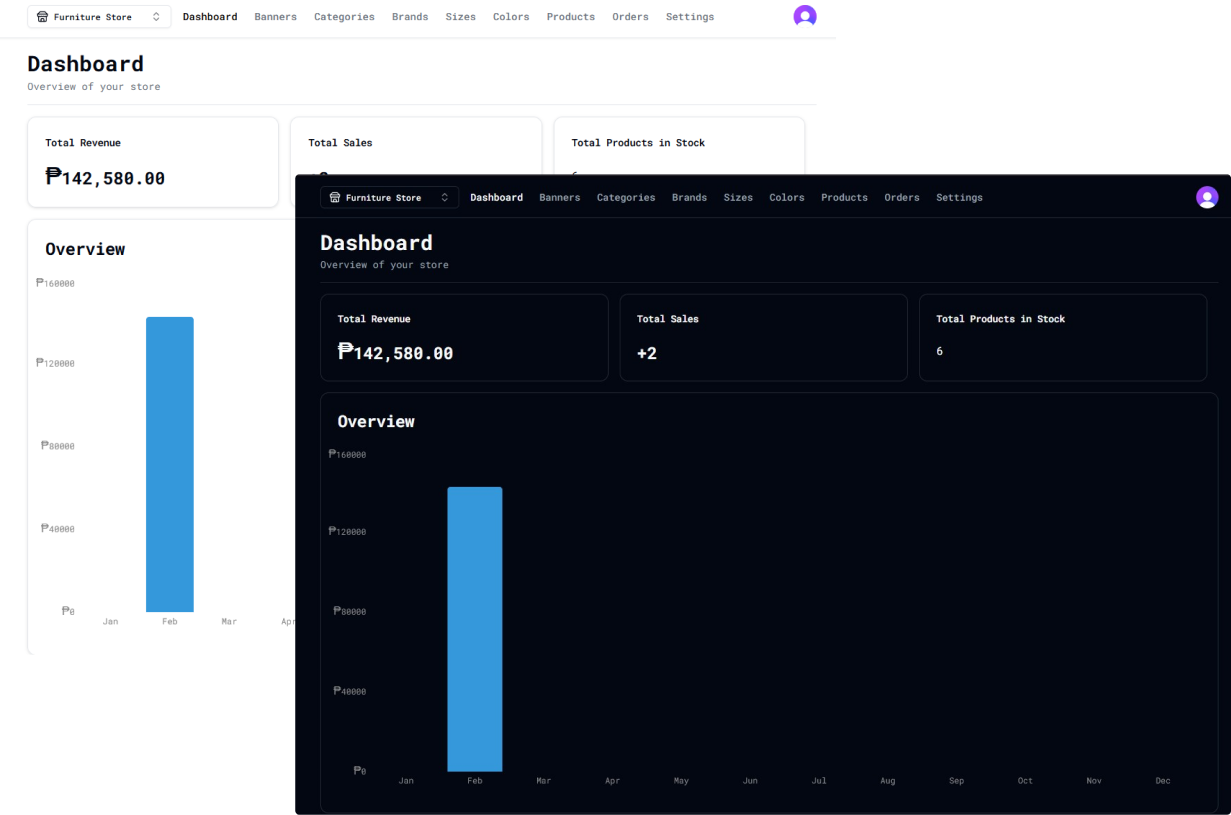 Furniture Store Dashboard Banners Categories Brands Sizes Colors Products Orders Settings
Dashboard
Overview of your store
Total Revenue
₱142,580.00
Total Sales
Total Products in Stock
Overview
₱160000
₱120000
₱80000
₱40000
₱0
Jan Feb Mar Apr
Furniture Store Dashboard Banners Categories Brands Sizes Colors Products Orders Settings
Dashboard
Overview of your store
Total Revenue
₱142,580.00
Total Sales
+2
Total Products in Stock
6
Overview
₱160000
₱120000
₱80000
₱40000
₱0
Jan Feb Mar Apr May Jun Jul Aug Sep Oct Nov Dec